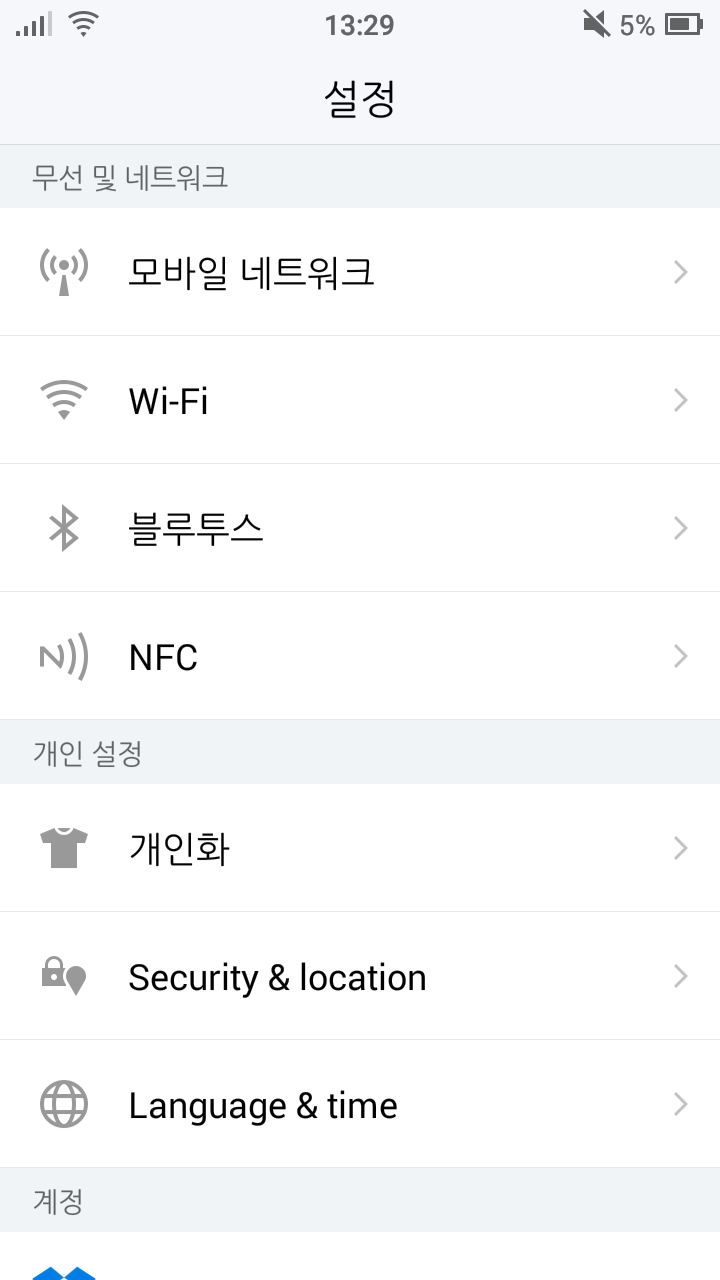 13:29
5%
설정
무선 및 네트워크
모바일 네트워크
Wi-Fi
블루투스
NFC
개인 설정
개인화
Security & location
Language & time
계정